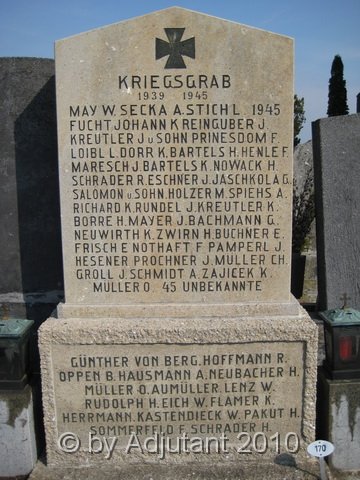 KRIEGSGRAB
1939 1945
MAY W. SECKA A. STICH L. 1945
FUCHT JOHANN K REINGUBER J.
KREUTLER J U SOHN PRINESDOM F.
LOIBL L. DORR K. BARTELS H. HENLE F.
MARESCH J. BARTELS K. NOWACK H.
SCHRADER R. ESCHNER J. JASCHKOLA G.
SALOMON U. SOHN. HOLZER M. SPIEHS A.
RICHARD K. RUNDEL J. KREUTLER K.
BORRE H. MAYER J. BACHMANN G.
NEUWIRTH K. ZWIRN H. BUCHNER E.
FRISCH E NOTHAFT F. PAMPERL J.
HESENER PROCHNER J. MULLER CH.
GROLL J. SCHMIDT A. ZAJICEK K.
MULLER O. 45 UNBEKANNTE
GÜNTHER VON BERG. HOFFMANN R.
OPPEN B. HAUSMANN A. NEUBACHER H.
MÜLLER O. AUMÜLLER. LENZ W.
RUDOLPH H. EICH W. FLAMER K.
HERRMANN. KASTENDIECK W. PAKUT H.
SOMMERFELD F. SCHRADER H.
© by Adjutant 2010
170